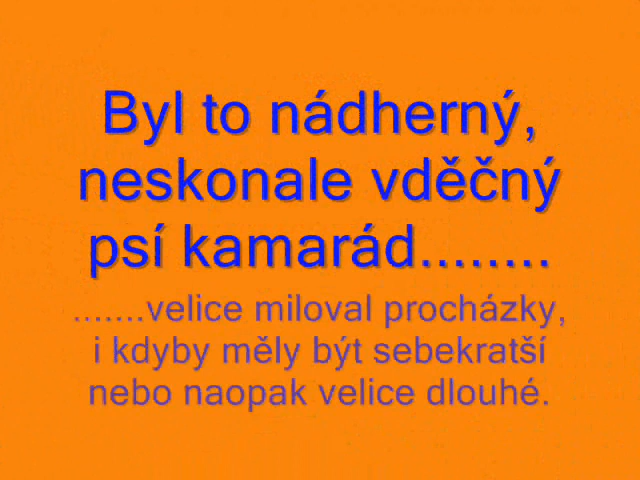 Byl to nádherný,
neskonale vděčný
psí kamarád........
.......velice miloval procházky,
i kdyby měly být sebekratší
nebo naopak velice dlouhé.